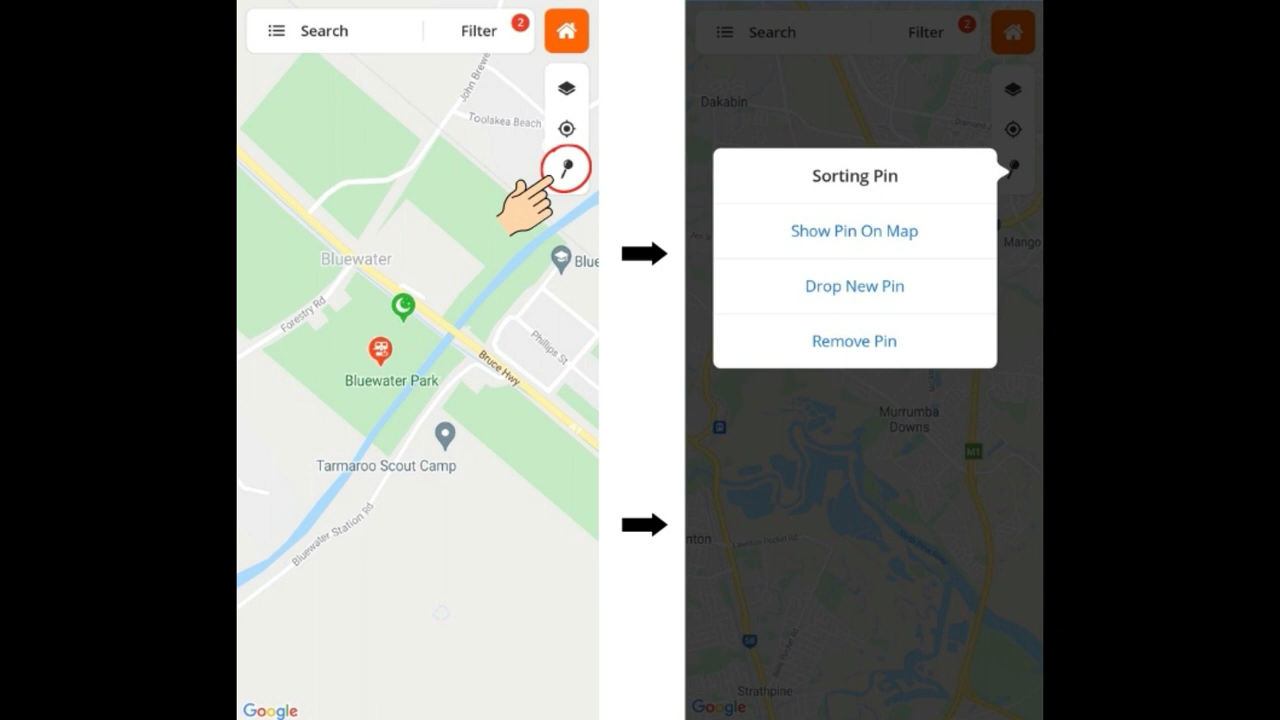 Search
Filter
2
John Brewe
Toolakea Beach
Bluewater
Blue
Forestry Rd
Phillips St
Bruce Hwy
Bluewater Park
Tarmaroo Scout Camp
Bluewater Station Rd
Google
Search
Filter
2
Dakabin
Sorting Pin
Show Pin On Map
Mango
Drop New Pin
Remove Pin
Murrumba
Downs
M1
nton
Strathpine
Google